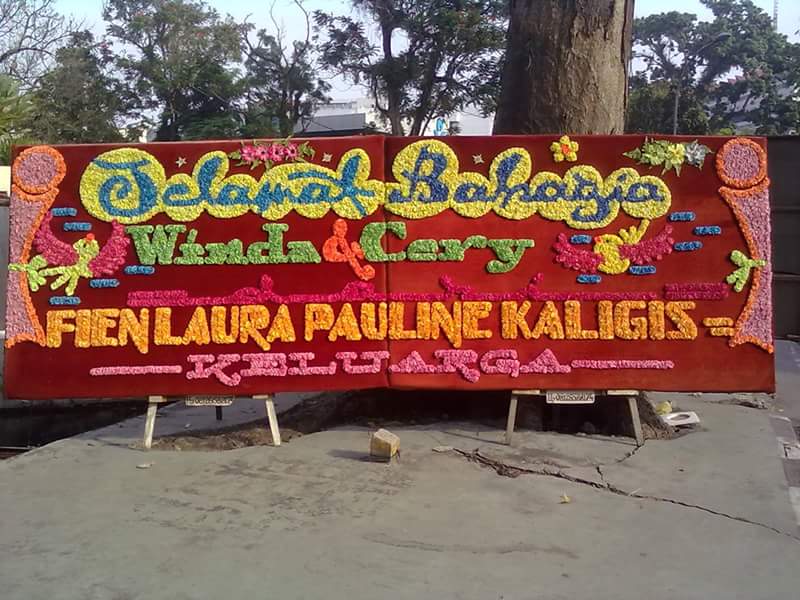 Selamat Bahagia
Winda & Cery
FIEN LAURA PAULINE KALIGIS =
KELUARGA